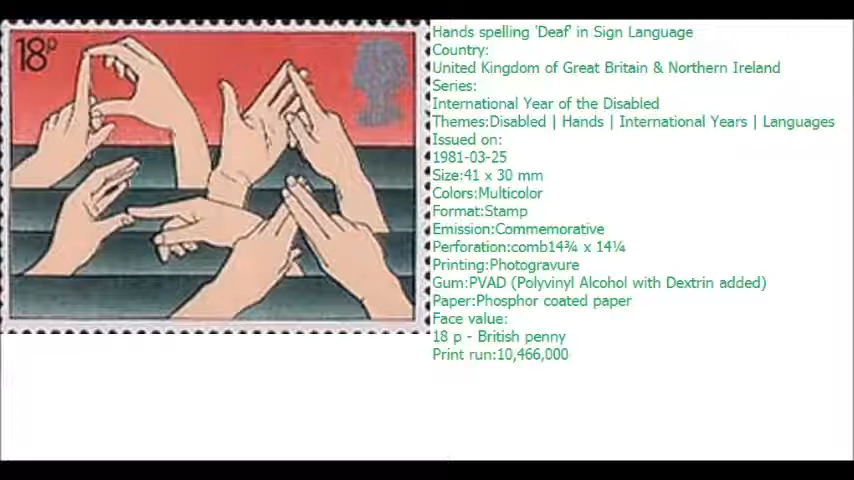 18p
Hands spelling 'Deaf' in Sign Language
Country:
United Kingdom of Great Britain & Northern Ireland
Series:
International Year of the Disabled
Themes:Disabled | Hands | International Years | Languages
Issued on:
1981-03-25
Size:41 x 30 mm
Colors:Multicolor
Format:Stamp
Emission:Commemorative
Perforation:comb14¾ x 14¼
Printing:Photogravure
Gum:PVAD (Polyvinyl Alcohol with Dextrin added)
Paper:Phosphor coated paper
Face value:
18 p - British penny
Print run:10,466,000